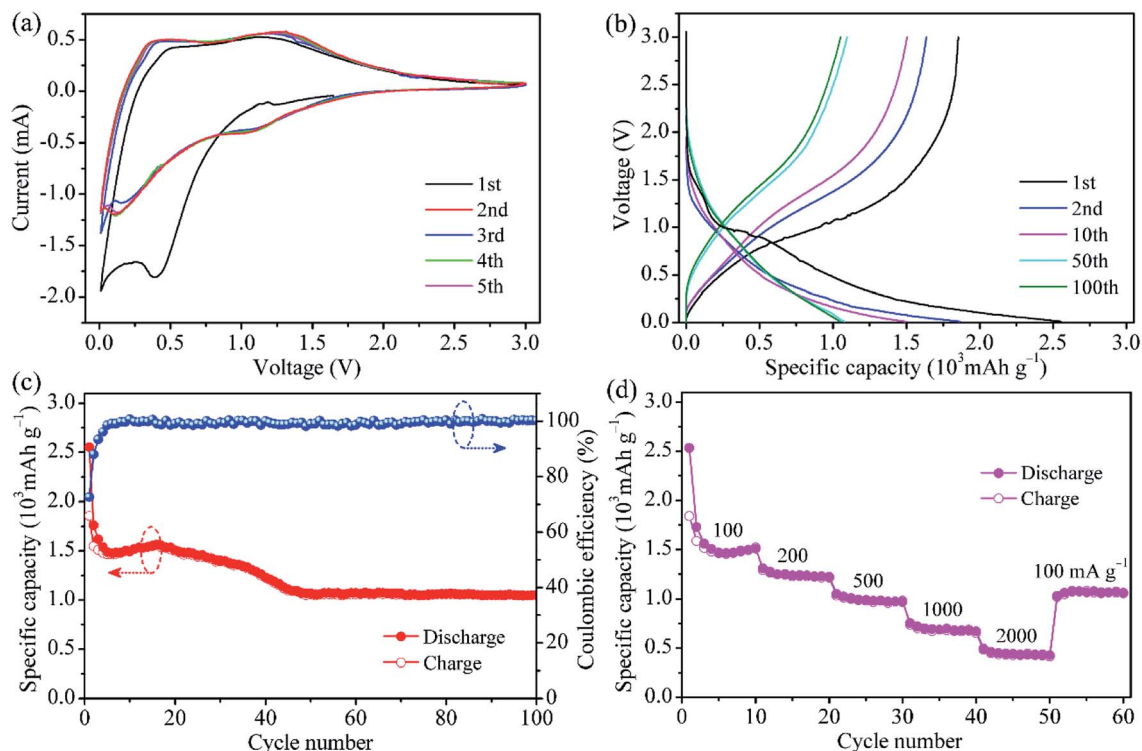 (a)
0.5
0.0
-0.5
-1.0
-1.5
-2.0
Current (mA)
1st
2nd
3rd
4th
5th
0.0 0.5 1.0 1.5 2.0 2.5 3.0
Voltage (V)
(b)
3.0
2.5
2.0
1.5
1.0
0.5
0.0
Voltage (V)
1st
2nd
10th
50th
100th
0.0 0.5 1.0 1.5 2.0 2.5 3.0
Specific capacity (10³mAh g⁻¹)
(c)
3.0
2.5
2.0
1.5
1.0
0.5
0.0
Specific capacity (10³mAh g⁻¹)
100
80
60
40
20
0
Coulombic efficiency (%)
Discharge
Charge
0 20 40 60 80 100
Cycle number
(d)
3.0
2.5
2.0
1.5
1.0
0.5
0.0
Specific capacity (10³mAh g⁻¹)
Discharge
Charge
100
200
500
1000
2000
100 mA g⁻¹
0 10 20 30 40 50 60
Cycle number